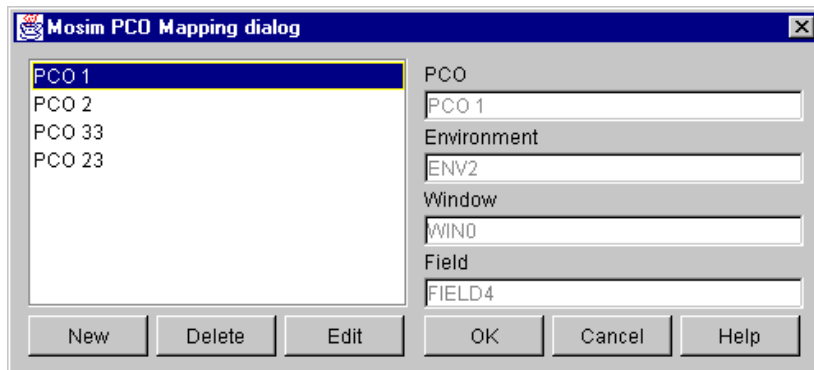 Mosim PCO Mapping dialog
PCO 1
PCO 2
PCO 33
PCO 23
PCO
PCO 1
Environment
ENV2
Window
WIN0
Field
FIELD4
New Delete Edit OK Cancel Help